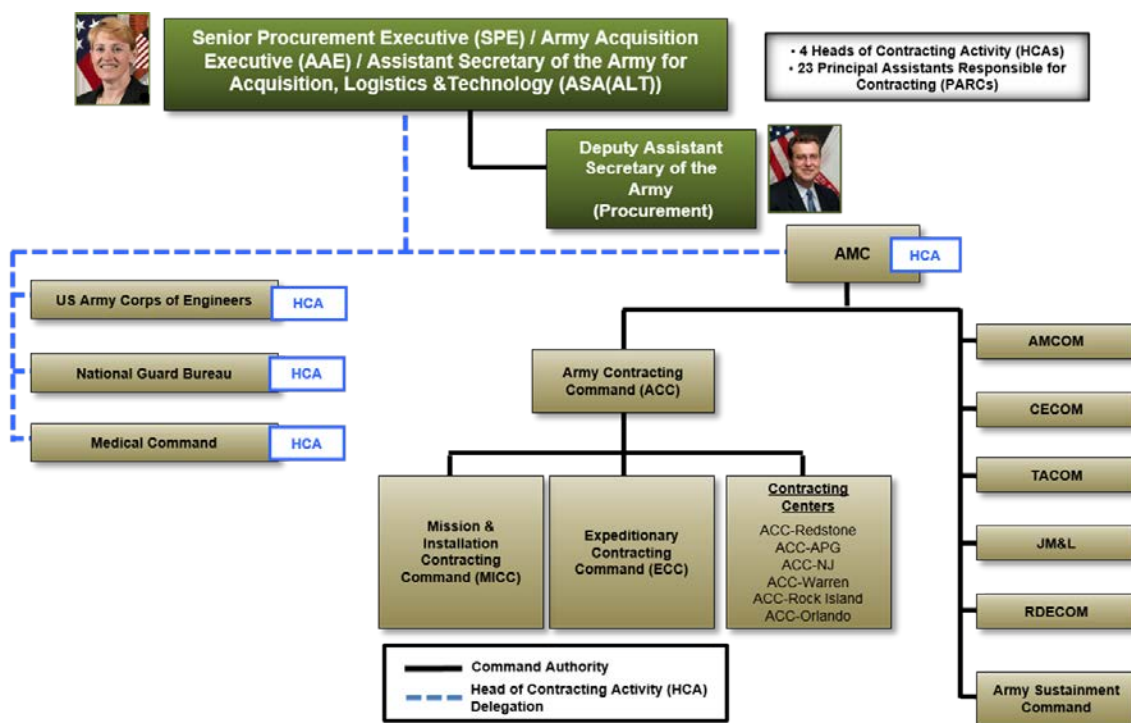 Senior Procurement Executive (SPE) / Army Acquisition
Executive (AAE) / Assistant Secretary of the Army for
Acquisition, Logistics &Technology (ASA(ALT))
• 4 Heads of Contracting Activity (HCAs)
• 23 Principal Assistants Responsible for
Contracting (PARCs)
Deputy Assistant
Secretary of the
Army
(Procurement)
AMC
HCA
US Army Corps of Engineers
HCA
National Guard Bureau
HCA
Medical Command
HCA
Army Contracting
Command (ACC)
Mission &
Installation
Contracting
Command (MICC)
Expeditionary
Contracting
Command (ECC)
Contracting
Centers
ACC-Redstone
ACC-APG
ACC-NJ
ACC-Warren
ACC-Rock Island
ACC-Orlando
AMCOM
CECOM
TACOM
JM&L
RDECOM
Army Sustainment
Command
Command Authority
Head of Contracting Activity (HCA)
Delegation